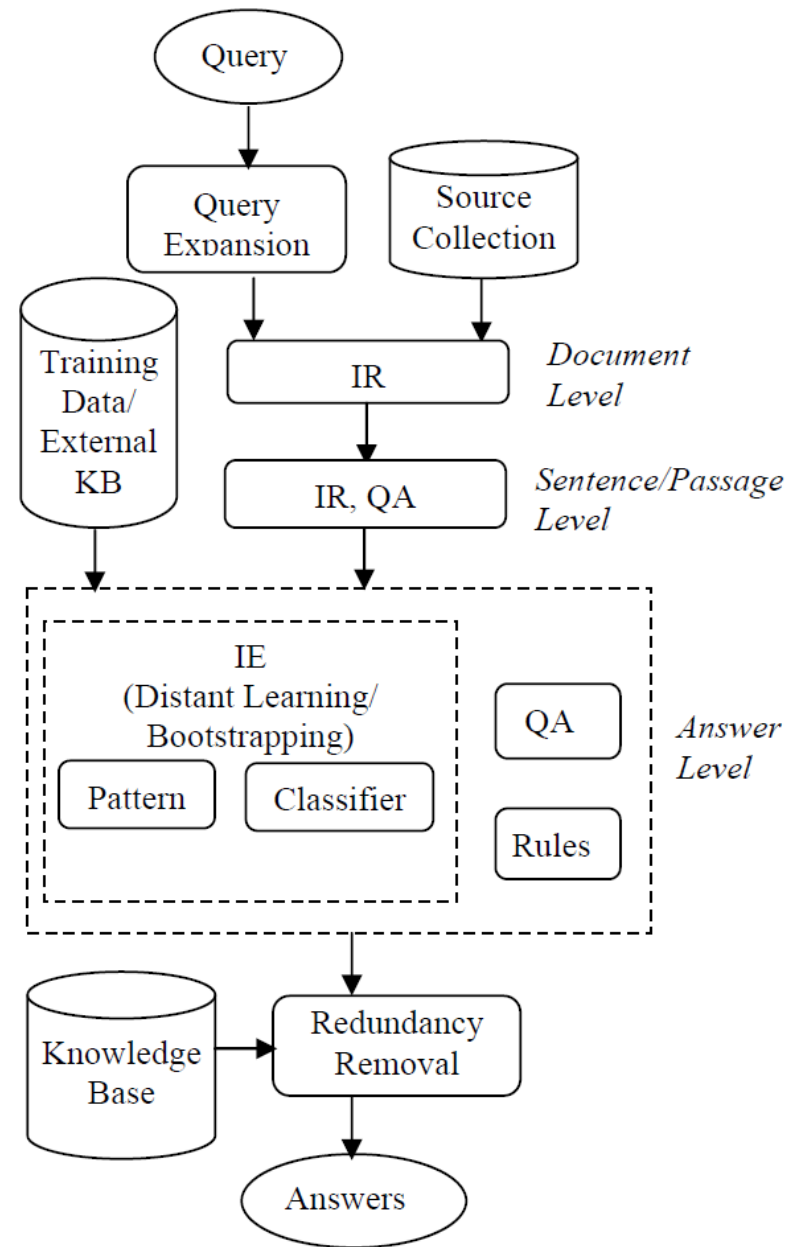 Query
Query
Expansion
Source
Collection
Training
Data/
External
KB
IR
Document
Level
IR, QA
Sentence/Passage
Level
IE
(Distant Learning/
Bootstrapping)
Pattern
Classifier
QA
Rules
Answer
Level
Knowledge
Base
Redundancy
Removal
Answers